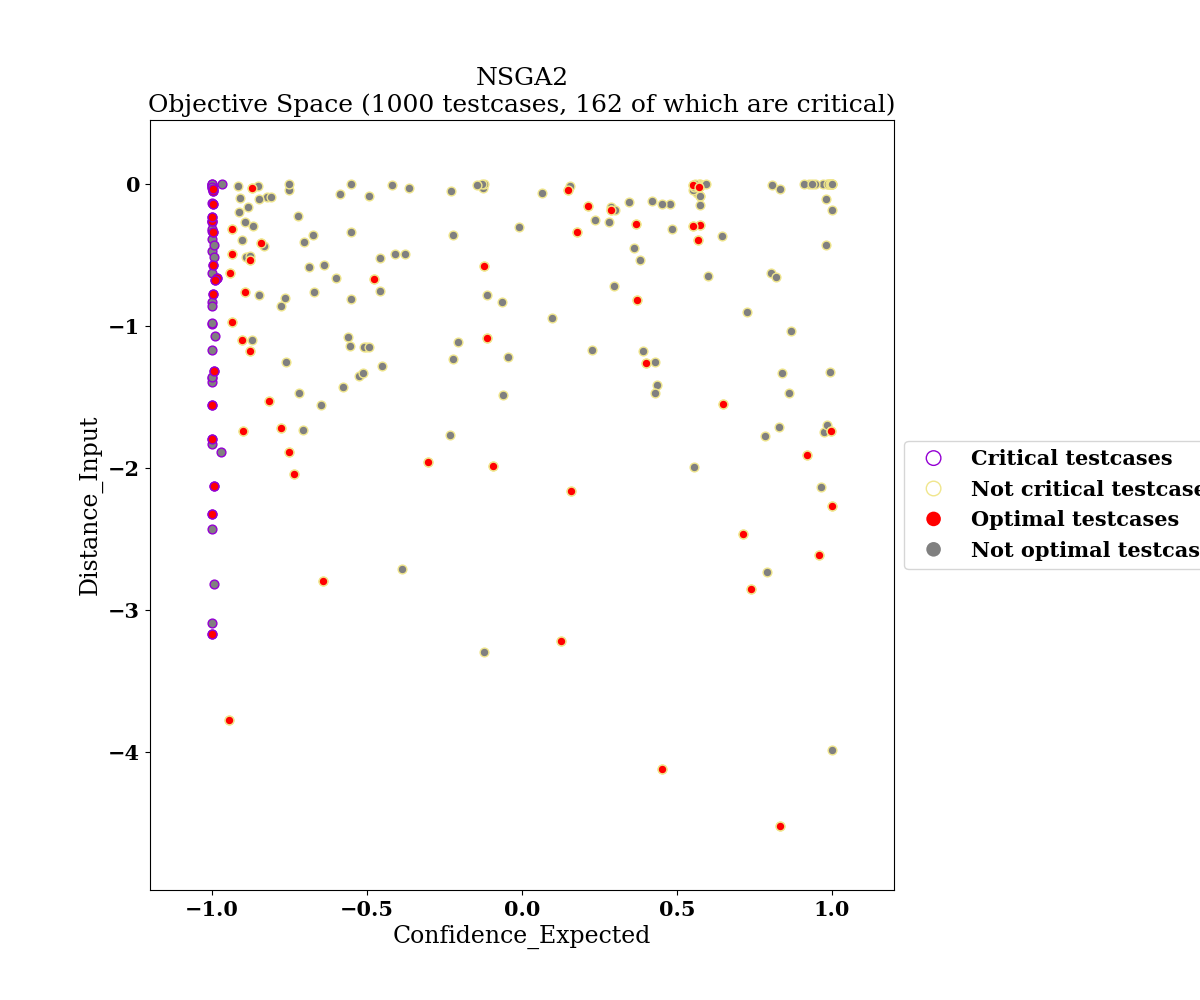 NSGA2
Objective Space (1000 testcases, 162 of which are critical)
0
−1
−2
−3
−4
Distance_Input
−1.0 −0.5 0.0 0.5 1.0
Confidence_Expected
Critical testcases
Not critical testcase
Optimal testcases
Not optimal testcas